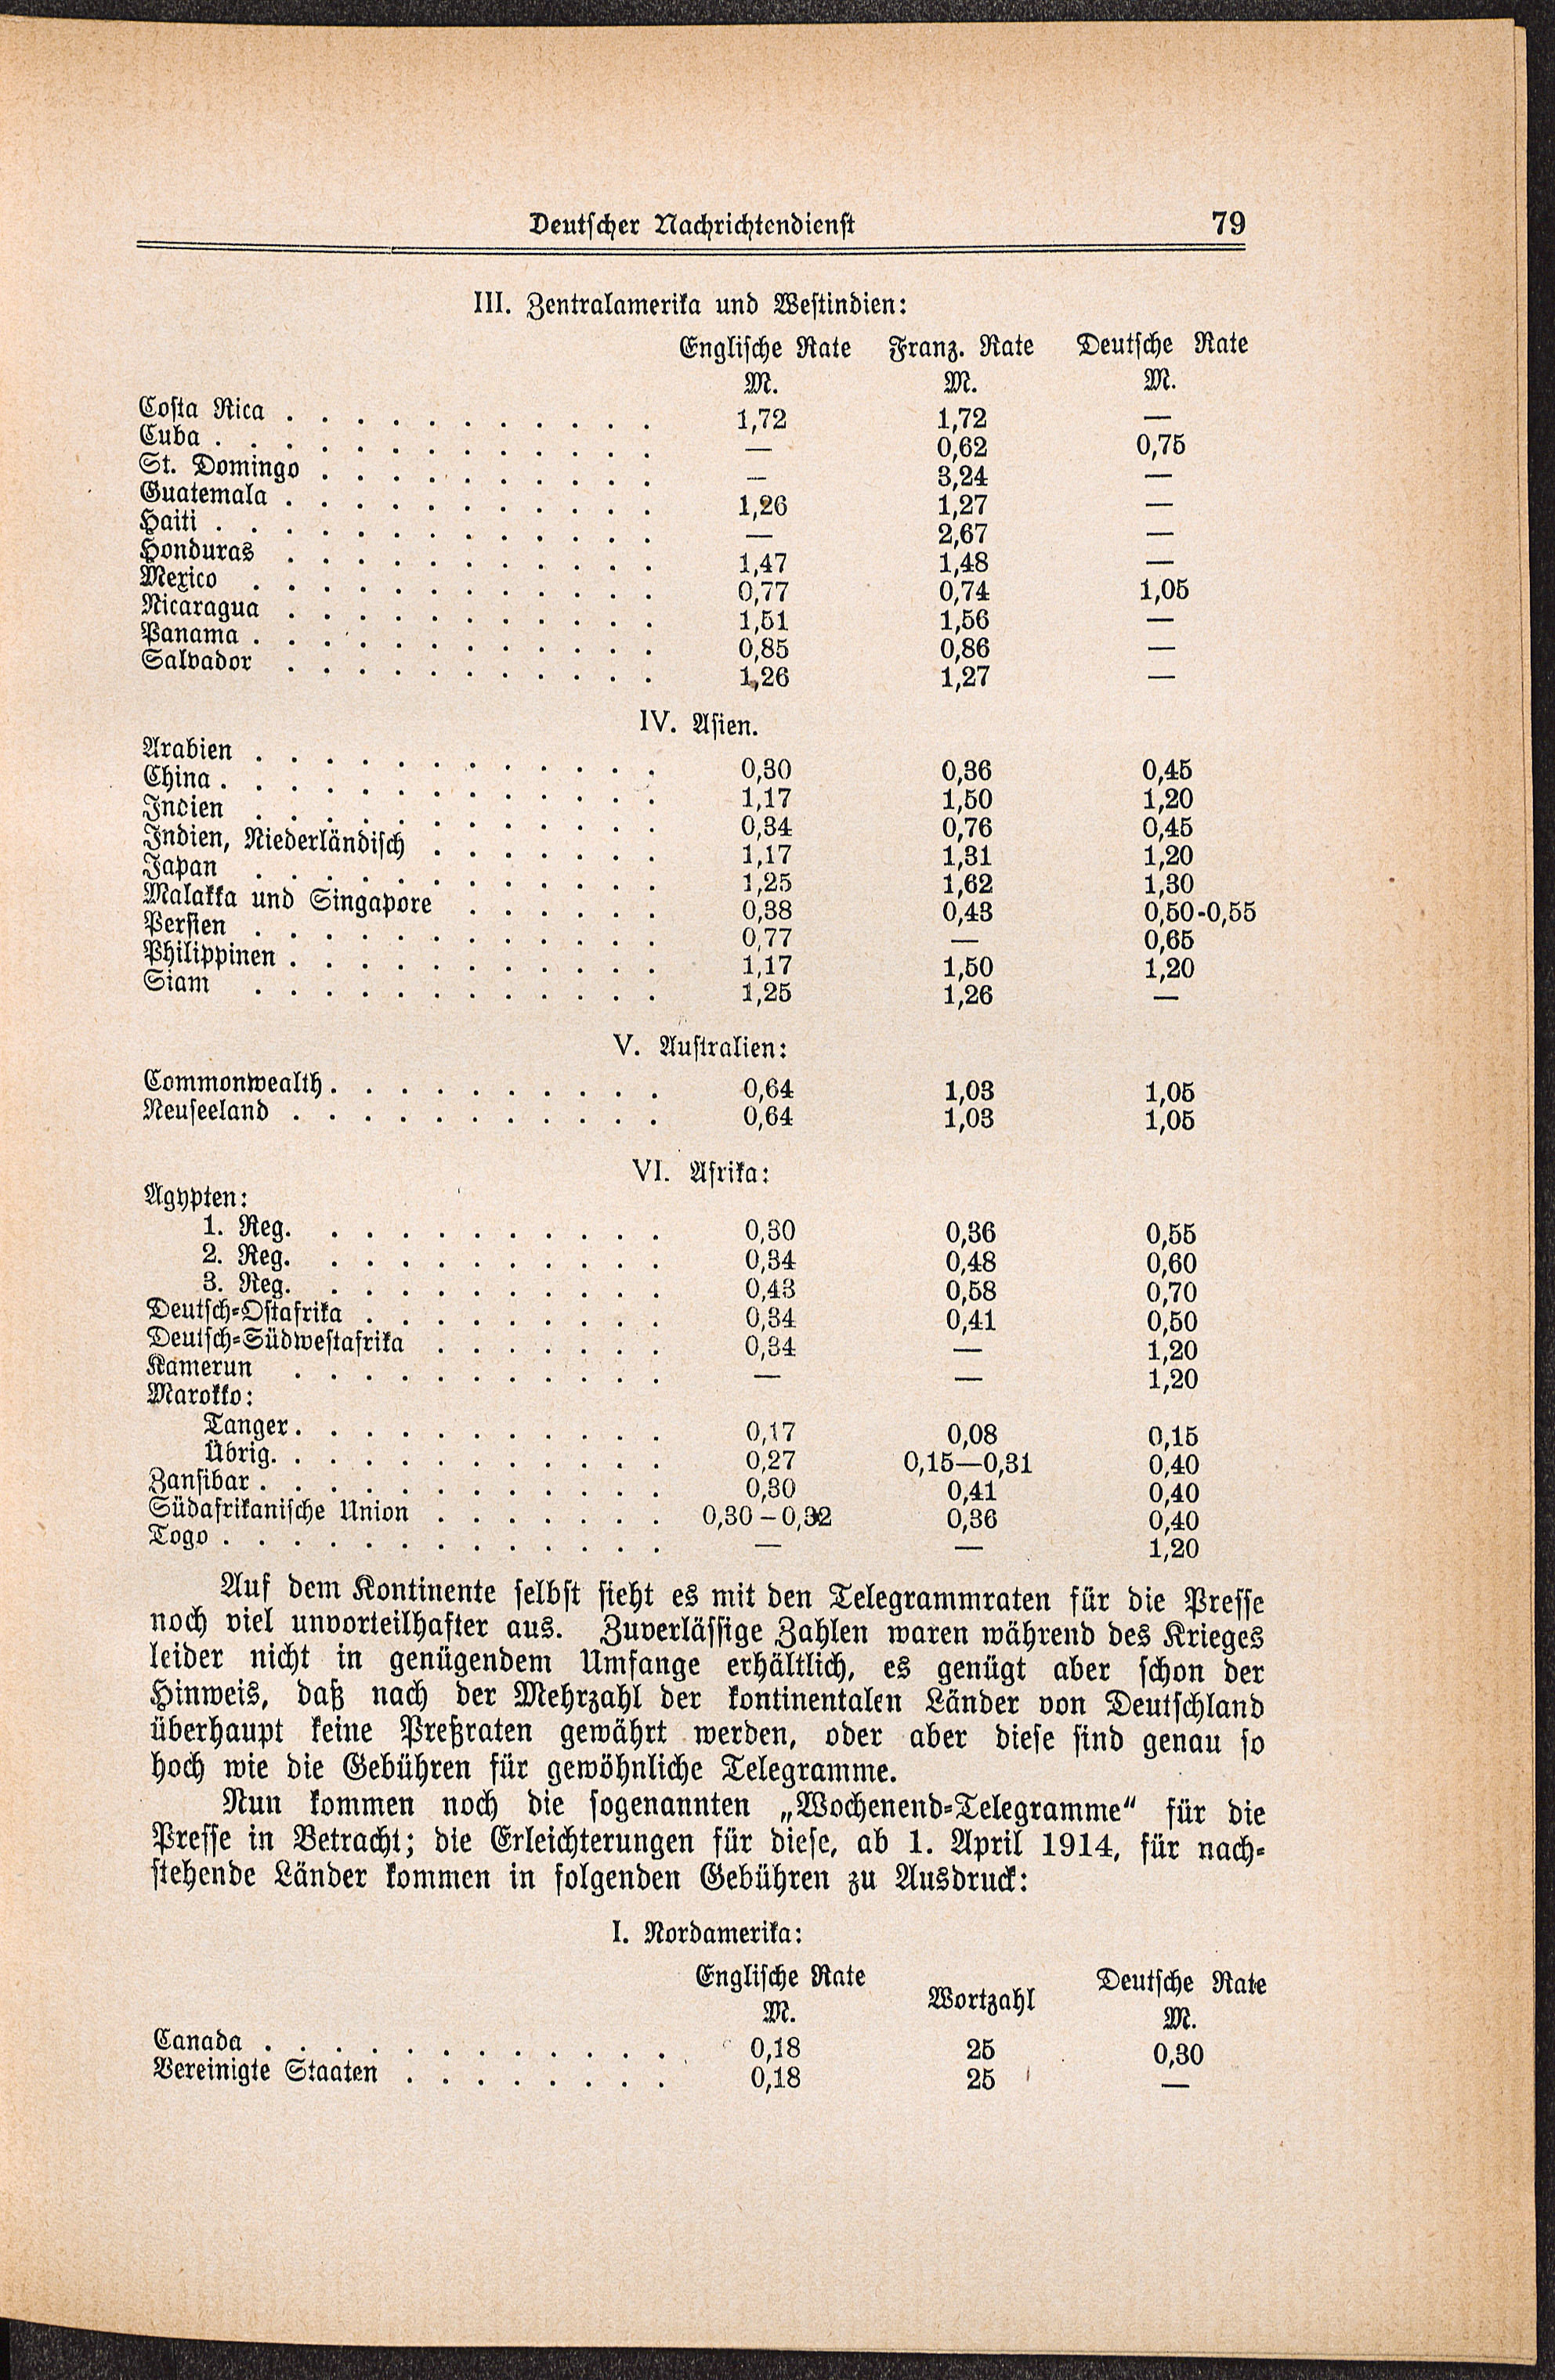 Deutscher Nachrichtendienst 79
III. Zentralamerika und Westindien:
Englische Rate Franz. Rate Deutsche Rate
M. M. M.
Costa Rica . . . . . . . . . . . 1,72 1,72 —
Cuba . . . . . . . . . . . . . — 0,62 0,75
St. Domingo . . . . . . . . . . — 3,24 —
Guatemala . . . . . . . . . . . 1,26 1,27 —
Haiti . . . . . . . . . . . . . — 2,67 —
Honduras . . . . . . . . . . . 1,47 1,48 —
Mexico . . . . . . . . . . . . 0,77 0,74 1,05
Nicaragua . . . . . . . . . . . 1,51 1,56 —
Panama . . . . . . . . . . . . 0,85 0,86 —
Salvador . . . . . . . . . . . 1,26 1,27 —
IV. Asien.
Arabien . . . . . . . . . . . . 0,30 0,36 0,45
China . . . . . . . . . . . . . 1,17 1,50 1,20
Indien . . . . . . . . . . . . 0,34 0,76 0,45
Indien, Niederländisch . . . . . . . 1,17 1,31 1,20
Japan . . . . . . . . . . . . 1,25 1,62 1,30
Malakka und Singapore . . . . . . 0,38 0,43 0,50-0,55
Persien . . . . . . . . . . . . 0,77 — 0,65
Philippinen . . . . . . . . . . . 1,17 1,50 1,20
Siam . . . . . . . . . . . . 1,25 1,26 —
V. Australien:
Commonwealth . . . . . . . . . . 0,64 1,03 1,05
Neuseeland . . . . . . . . . . . 0,64 1,03 1,05
VI. Afrika:
Ägypten:
1. Reg. . . . . . . . . . . 0,30 0,36 0,55
2. Reg. . . . . . . . . . . 0,34 0,48 0,60
3. Reg. . . . . . . . . . . 0,43 0,58 0,70
Deutsch-Ostafrika . . . . . . . . . 0,34 0,41 0,50
Deutsch-Südwestafrika . . . . . . . 0,34 — 1,20
Kamerun . . . . . . . . . . . — — 1,20
Marokko:
Tanger . . . . . . . . . . . 0,17 0,08 0,15
Übrig. . . . . . . . . . . . 0,27 0,15—0,31 0,40
Zansibar . . . . . . . . . . . . 0,30 0,41 0,40
Südafrikanische Union . . . . . . . 0,30 – 0,32 0,36 0,40
Togo . . . . . . . . . . . . . — — 1,20
Auf dem Kontinente selbst sieht es mit den Telegrammraten für die Presse
noch viel unvorteilhafter aus. Zuverlässige Zahlen waren während des Krieges
leider nicht in genügendem Umfange erhältlich, es genügt aber schon der
Hinweis, daß nach der Mehrzahl der kontinentalen Länder von Deutschland
überhaupt keine Preßraten gewährt werden, oder aber diese sind genau so
hoch wie die Gebühren für gewöhnliche Telegramme.
Nun kommen noch die sogenannten „Wochenend-Telegramme“ für die
Presse in Betracht; die Erleichterungen für diese, ab 1. April 1914, für nach-
stehende Länder kommen in folgenden Gebühren zu Ausdruck:
I. Nordamerika:
Englische Rate Wortzahl Deutsche Rate
M. M.
Canada . . . . . . . . . . . . 0,18 25 0,30
Vereinigte Staaten . . . . . . . . 0,18 25 —